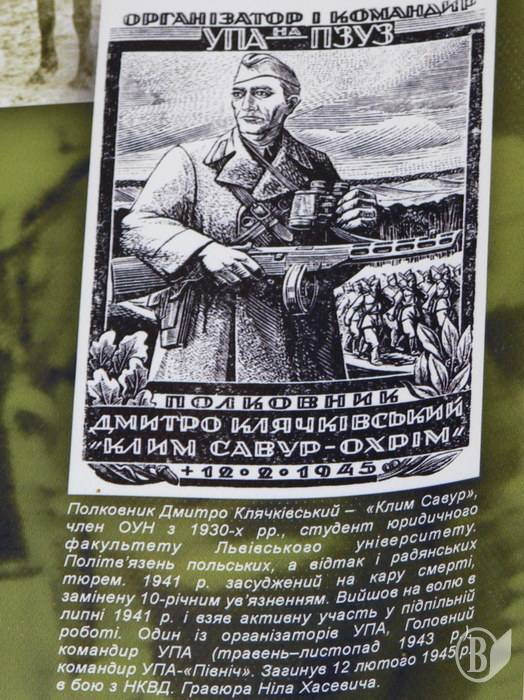 ОРГАНІЗАТОР І КОМАНДИР
УПА НА ПЗУЗ
ПОЛКОВНИК
ДМИТРО КЛЯЧКІВСЬКИЙ
"КЛИМ САВУР-ОХРІМ"
+12•2•1945
Полковник Дмитро Клячківський – «Клим Савур»,
член ОУН з 1930-х рр., студент юридичного
факультету Львівського університету.
Політв'язень польських, а відтак і радянських
тюрем. 1941 р. засуджений на кару смерті,
замінену 10-річним ув'язненням. Вийшов на волю в
липні 1941 р. і взяв активну участь у підпільній
роботі. Один із організаторів УПА, Головний
командир УПА (травень–листопад 1943 р.),
командир УПА-«Північ». Загинув 12 лютого 1945 р.
в бою з НКВД. Гравюра Ніла Хасевича.
В